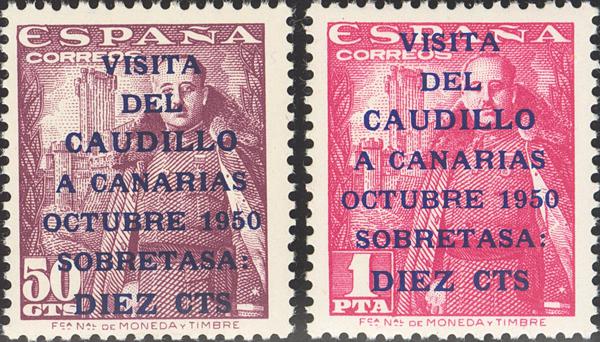 ESPAÑA
CORREOS
VISITA
DEL
CAUDILLO
A CANARIAS
OCTUBRE 1950
SOBRETASA:
DIEZ CTS
50
CTS
FCA NAL DE MONEDA Y TIMBRE
ESPAÑA
CORREOS
VISITA
DEL
CAUDILLO
A CANARIAS
OCTUBRE 1950
SOBRETASA:
DIEZ CTS
1
PTA
FCA NAL DE MONEDA Y TIMBRE